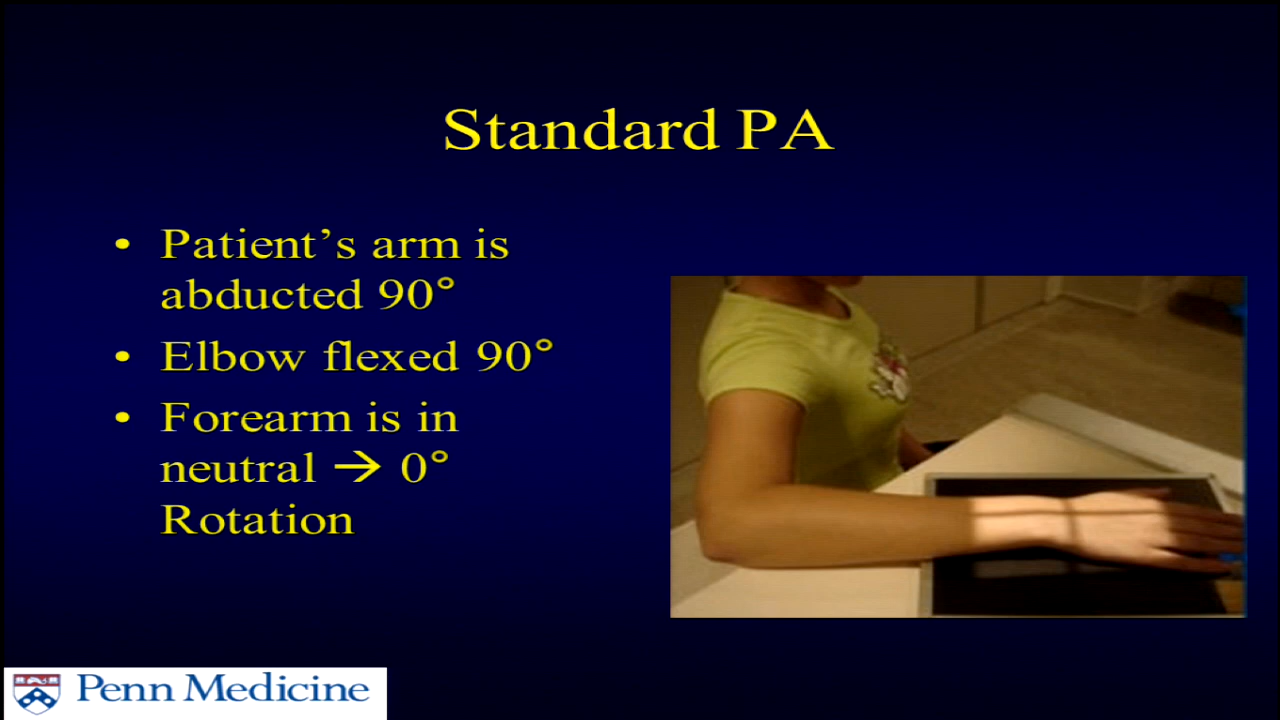 Standard PA
• Patient’s arm is
abducted 90°
• Elbow flexed 90°
• Forearm is in
neutral → 0°
Rotation
Penn Medicine